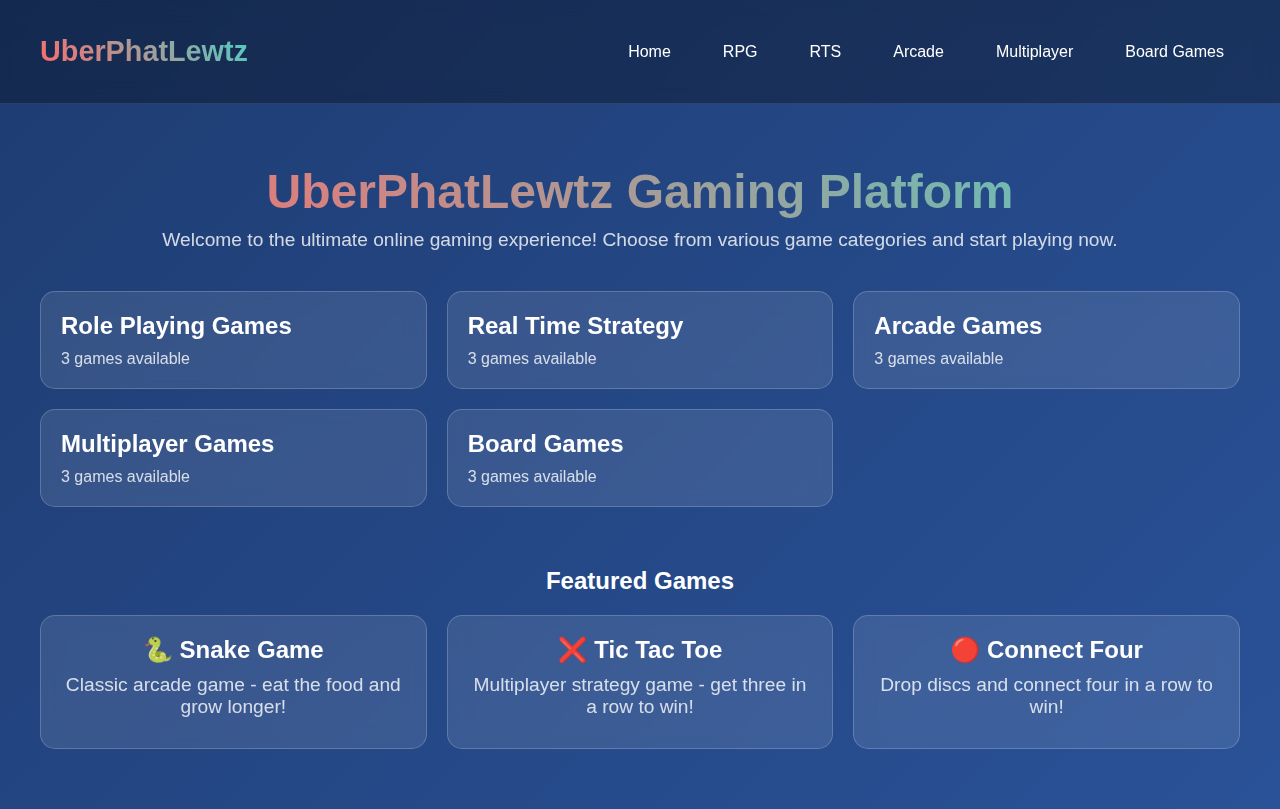 UberPhatLewtz
Home
RPG
RTS
Arcade
Multiplayer
Board Games
UberPhatLewtz Gaming Platform
Welcome to the ultimate online gaming experience! Choose from various game categories and start playing now.
Role Playing Games
3 games available
Real Time Strategy
3 games available
Arcade Games
3 games available
Multiplayer Games
3 games available
Board Games
3 games available
Featured Games
🐍 Snake Game
Classic arcade game - eat the food and
grow longer!
❌ Tic Tac Toe
Multiplayer strategy game - get three in
a row to win!
🔴 Connect Four
Drop discs and connect four in a row to
win!